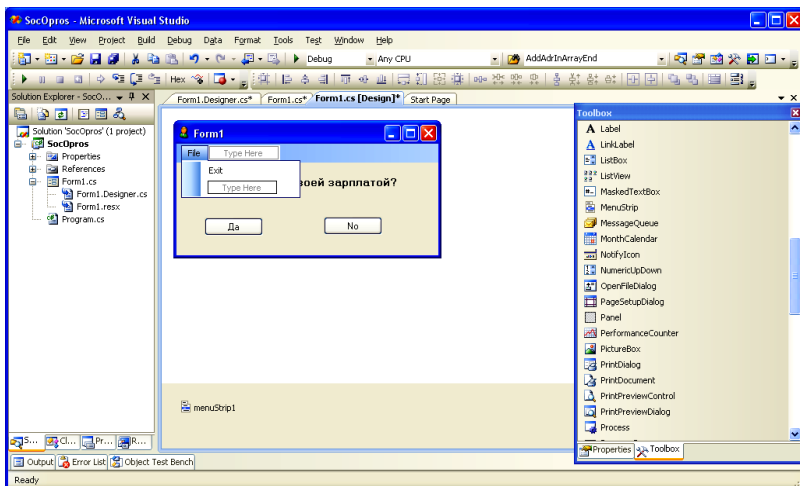 SocOpros - Microsoft Visual Studio
File Edit View Project Build Debug Data Format Tools Test Window Help
Debug Any CPU AddAdrInArrayEnd
Hex
Solution Explorer - SocO...
Form1.Designer.cs* Form1.cs* Form1.cs [Design]* Start Page
Solution 'SocOpros' (1 project)
SocOpros
Properties
References
Form1.cs
Form1.Designer.cs
Form1.resx
Program.cs
Form1
File Type Here
Exit
Type Here
воей зарплатой?
Да No
menuStrip1
Toolbox
Label
LinkLabel
ListBox
ListView
MaskedTextBox
MenuStrip
MessageQueue
MonthCalendar
NotifyIcon
NumericUpDown
OpenFileDialog
PageSetupDialog
Panel
PerformanceCounter
PictureBox
PrintDialog
PrintDocument
PrintPreviewControl
PrintPreviewDialog
Process
Properties Toolbox
S... Cl... Pr... R...
Output Error List Object Test Bench
Ready